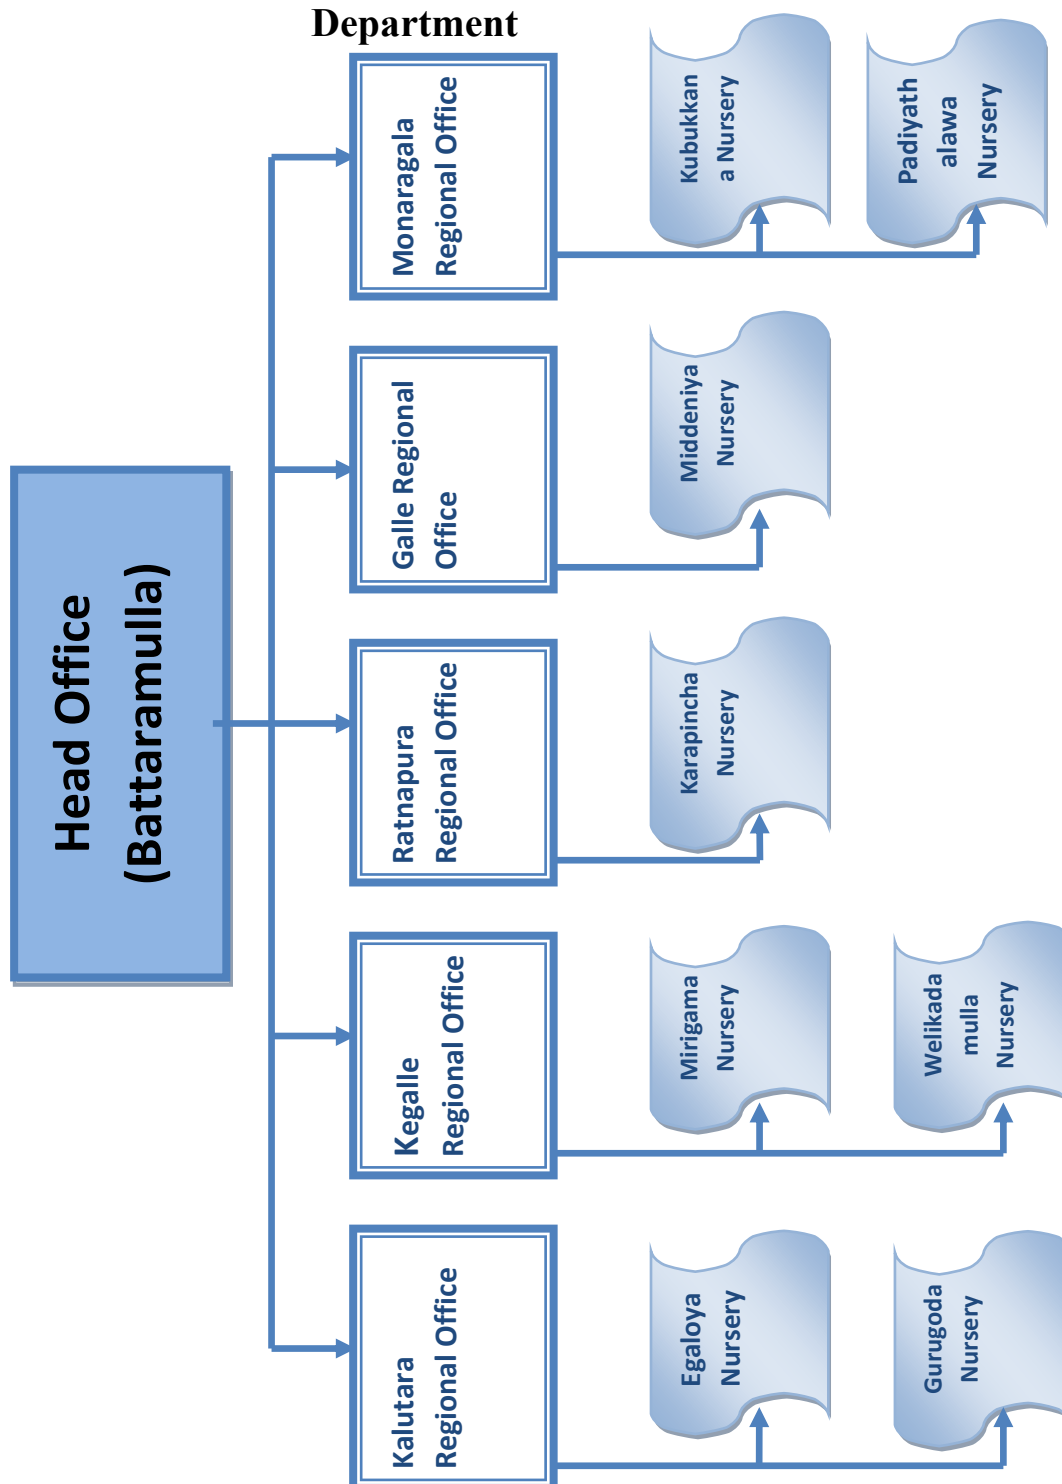 Department
Head Office
(Battaramulla)
Kalutara
Regional Office
Kegalle
Regional Office
Ratnapura
Regional Office
Galle Regional
Office
Monaragala
Regional Office
Egaloya
Nursery
Mirigama
Nursery
Karapincha
Nursery
Middeniya
Nursery
Kubukkan
a Nursery
Gurugoda
Nursery
Welikada
mulla
Nursery
Padiyath
alawa
Nursery